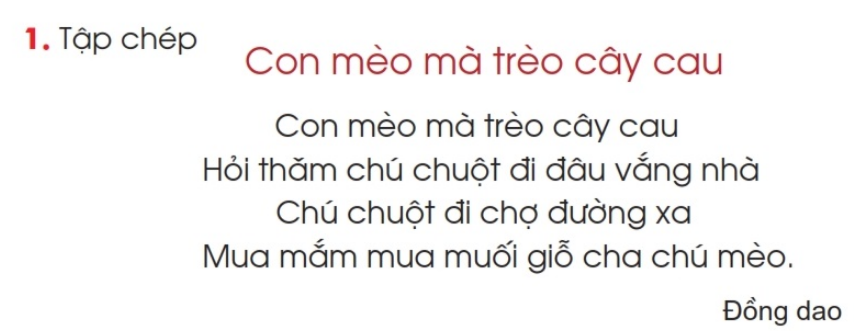 1. Tập chép
Con mèo mà trèo cây cau
Con mèo mà trèo cây cau
Hỏi thăm chú chuột đi đâu vắng nhà
Chú chuột đi chợ đường xa
Mua mắm mua muối giỗ cha chú mèo.
Đồng dao